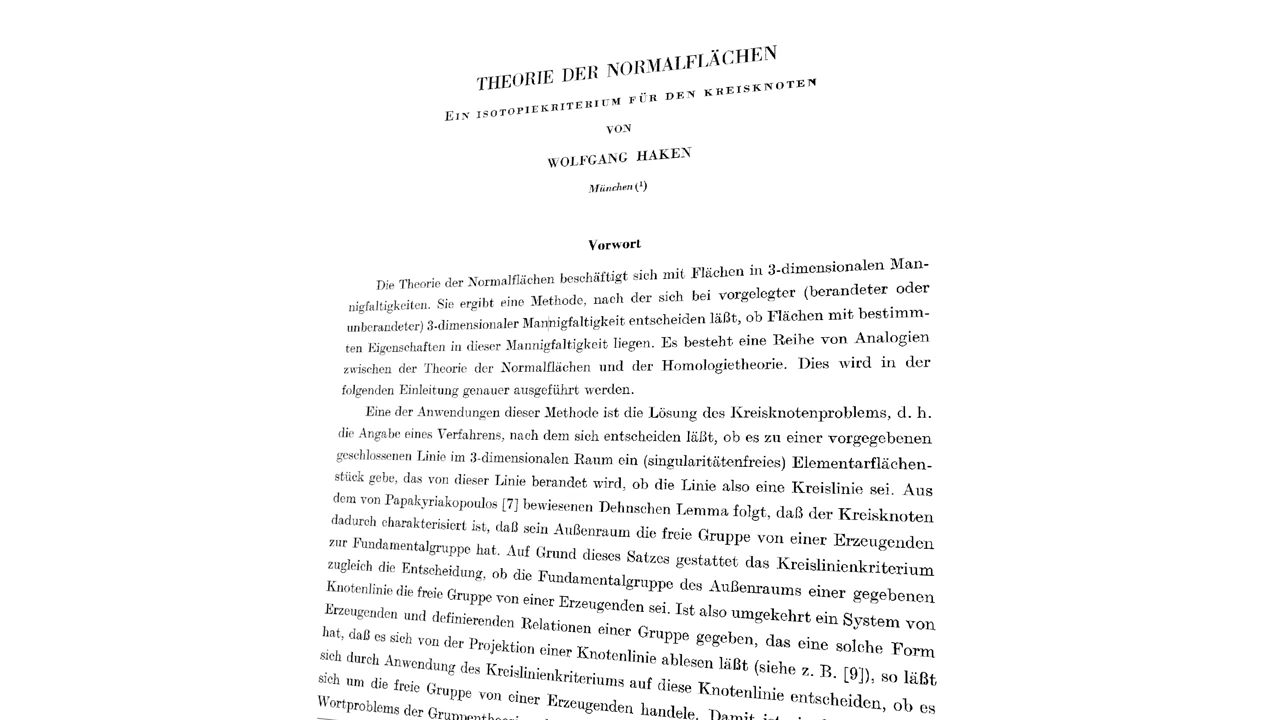 THEORIE DER NORMALFLÄCHEN
EIN ISOTOPIEKRITERIUM FÜR DEN KREISKNOTEN
VON
WOLFGANG HAKEN
München (¹)
Vorwort
Die Theorie der Normalflächen beschäftigt sich mit Flächen in 3-dimensionalen Man-
nigfaltigkeiten. Sie ergibt eine Methode, nach der sich bei vorgelegter (berandeter oder
unberandeter) 3-dimensionaler Mannigfaltigkeit entscheiden läßt, ob Flächen mit bestimm-
ten Eigenschaften in dieser Mannigfaltigkeit liegen. Es besteht eine Reihe von Analogien
zwischen der Theorie der Normalflächen und der Homologietheorie. Dies wird in der
folgenden Einleitung genauer ausgeführt werden.
Eine der Anwendungen dieser Methode ist die Lösung des Kreisknotenproblems, d. h.
die Angabe eines Verfahrens, nach dem sich entscheiden läßt, ob es zu einer vorgegebenen
geschlossenen Linie im 3-dimensionalen Raum ein (singularitätenfreies) Elementarflächen-
stück gebe, das von dieser Linie berandet wird, ob die Linie also eine Kreislinie sei. Aus
dem von Papakyriakopoulos [7] bewiesenen Dehnschen Lemma folgt, daß der Kreisknoten
dadurch charakterisiert ist, daß sein Außenraum die freie Gruppe von einer Erzeugenden
zur Fundamentalgruppe hat. Auf Grund dieses Satzes gestattet das Kreislinienkriterium
zugleich die Entscheidung, ob die Fundamentalgruppe des Außenraums einer gegebenen
Knotenlinie die freie Gruppe von einer Erzeugenden sei. Ist also umgekehrt ein System von
Erzeugenden und definierenden Relationen einer Gruppe gegeben, das eine solche Form
hat, daß es sich von der Projektion einer Knotenlinie ablesen läßt (siehe z. B. [9]), so läßt
sich durch Anwendung des Kreislinienkriteriums auf diese Knotenlinie entscheiden, ob es
sich um die freie Gruppe von einer Erzeugenden handele. Damit
Wortproblems der